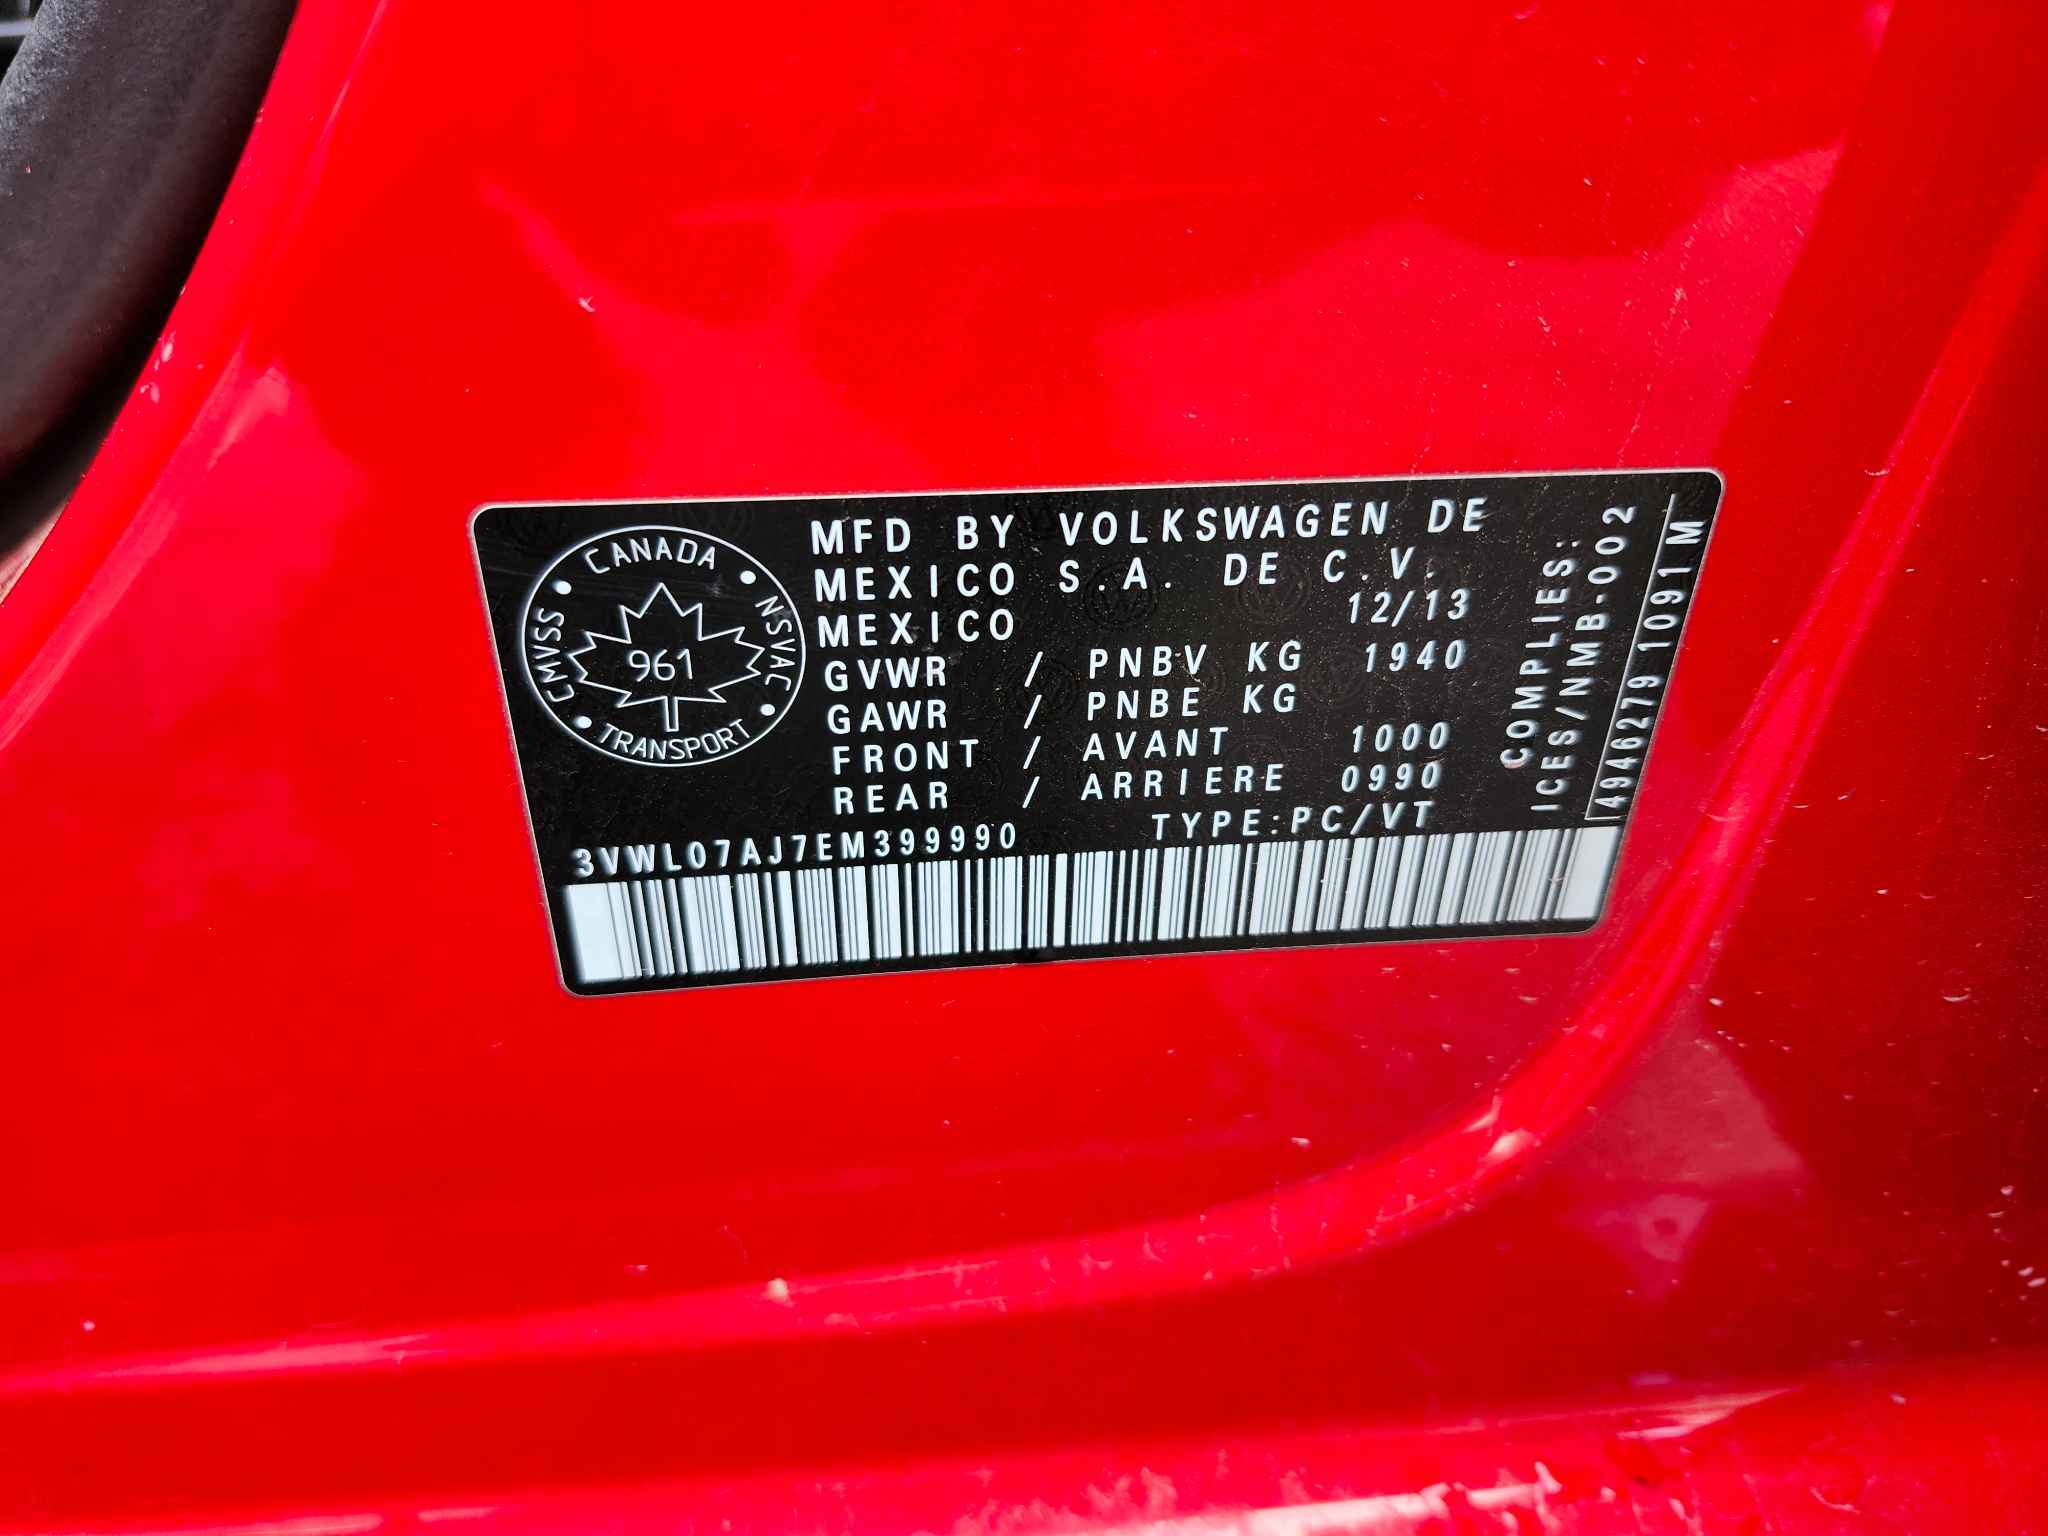 CANADA
CMVSS
NSVAC
961
TRANSPORT
MFD BY VOLKSWAGEN DE
MEXICO S.A. DE C.V.
MEXICO 12/13
GVWR / PNBV KG 1940
GAWR / PNBE KG
FRONT / AVANT 1000
REAR / ARRIERE 0990
3VWL07AJ7EM399990 TYPE:PC/VT
COMPLIES:
ICES/NMB-002
4946279 1091 M